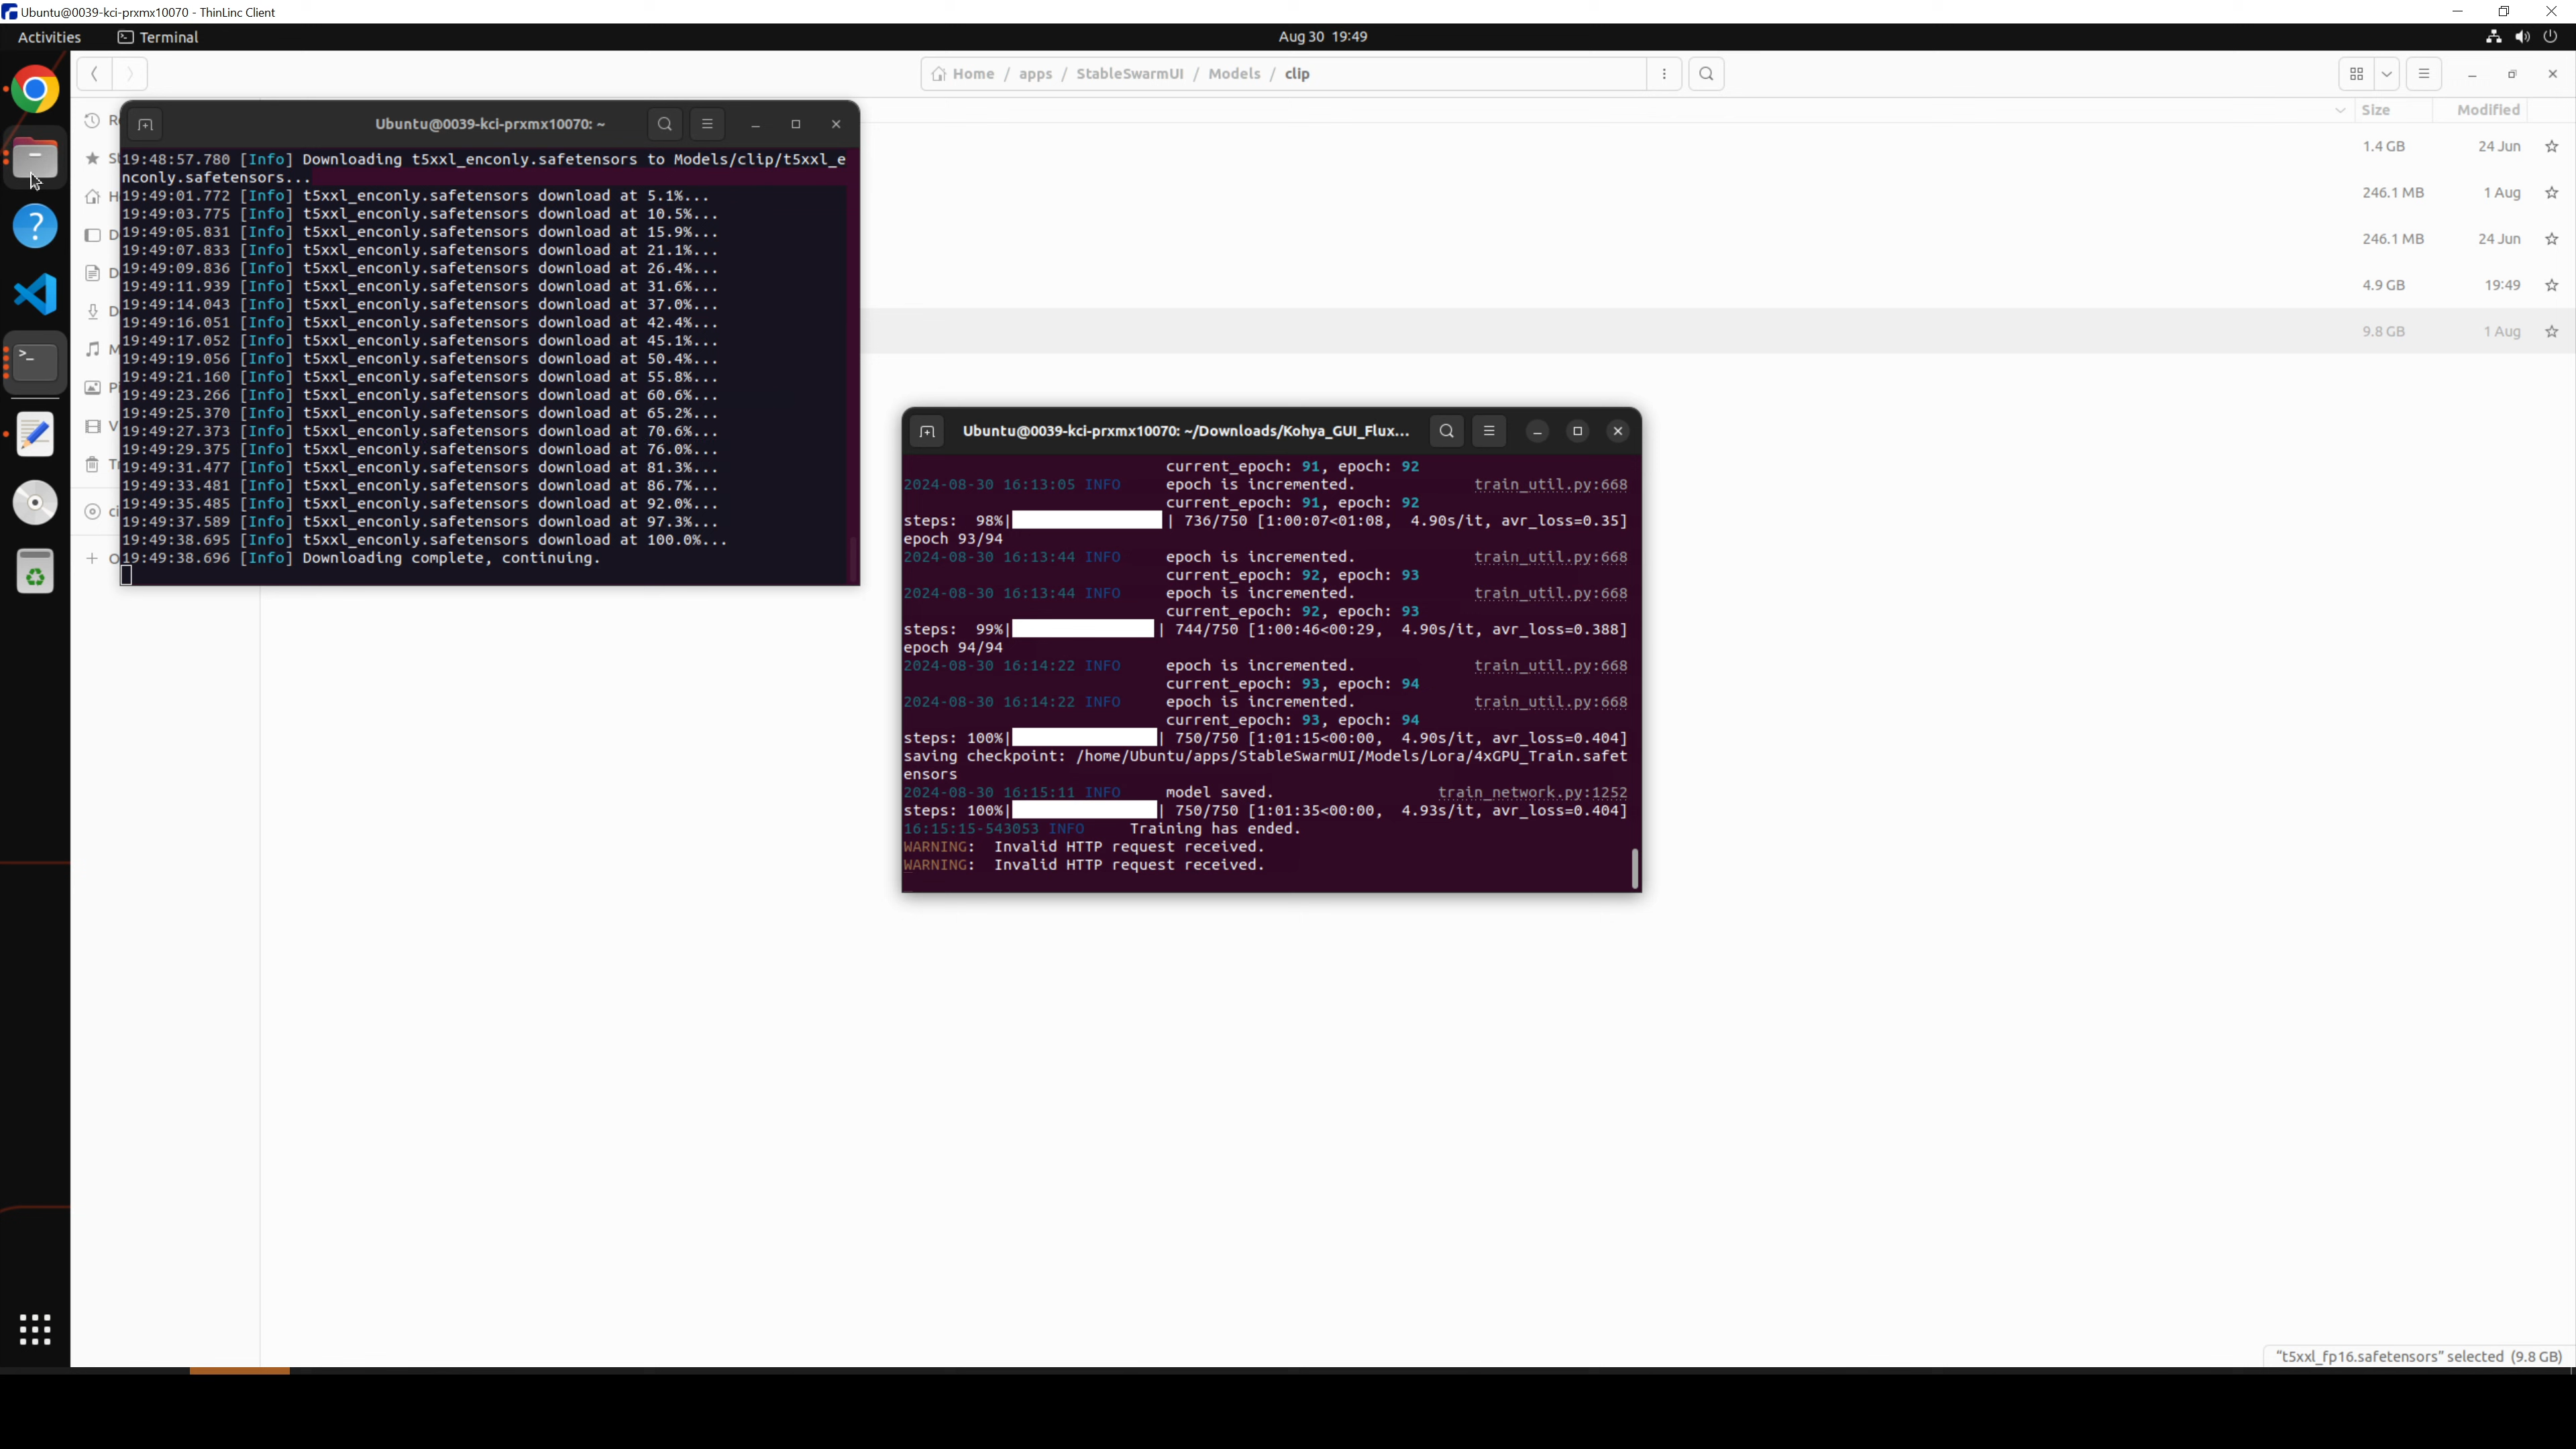 Ubuntu@0039-kci-prxmx10070 - ThinLinc Client
Activities Terminal Aug 30 19:49
Home / apps / StableSwarmUI / Models / clip
Size Modified
1.4 GB 24 Jun
246.1 MB 1 Aug
246.1 MB 24 Jun
4.9 GB 19:49
9.8 GB 1 Aug
Ubuntu@0039-kci-prxmx10070: ~
19:48:57.780 [Info] Downloading t5xxl_enconly.safetensors to Models/clip/t5xxl_e
nconly.safetensors...
19:49:01.772 [Info] t5xxl_enconly.safetensors download at 5.1%...
19:49:03.775 [Info] t5xxl_enconly.safetensors download at 10.5%...
19:49:05.831 [Info] t5xxl_enconly.safetensors download at 15.9%...
19:49:07.833 [Info] t5xxl_enconly.safetensors download at 21.1%...
19:49:09.836 [Info] t5xxl_enconly.safetensors download at 26.4%...
19:49:11.939 [Info] t5xxl_enconly.safetensors download at 31.6%...
19:49:14.043 [Info] t5xxl_enconly.safetensors download at 37.0%...
19:49:16.051 [Info] t5xxl_enconly.safetensors download at 42.4%...
19:49:17.052 [Info] t5xxl_enconly.safetensors download at 45.1%...
19:49:19.056 [Info] t5xxl_enconly.safetensors download at 50.4%...
19:49:21.160 [Info] t5xxl_enconly.safetensors download at 55.8%...
19:49:23.266 [Info] t5xxl_enconly.safetensors download at 60.6%...
19:49:25.370 [Info] t5xxl_enconly.safetensors download at 65.2%...
19:49:27.373 [Info] t5xxl_enconly.safetensors download at 70.6%...
19:49:29.375 [Info] t5xxl_enconly.safetensors download at 76.0%...
19:49:31.477 [Info] t5xxl_enconly.safetensors download at 81.3%...
19:49:33.481 [Info] t5xxl_enconly.safetensors download at 86.7%...
19:49:35.485 [Info] t5xxl_enconly.safetensors download at 92.0%...
19:49:37.589 [Info] t5xxl_enconly.safetensors download at 97.3%...
19:49:38.695 [Info] t5xxl_enconly.safetensors download at 100.0%...
19:49:38.696 [Info] Downloading complete, continuing.
Ubuntu@0039-kci-prxmx10070: ~/Downloads/Kohya_GUI_Flux...
current_epoch: 91, epoch: 92
2024-08-30 16:13:05 INFO epoch is incremented. train_util.py:668
current_epoch: 91, epoch: 92
steps: 98%| | 736/750 [1:00:07<01:08, 4.90s/it, avr_loss=0.35]
epoch 93/94
2024-08-30 16:13:44 INFO epoch is incremented. train_util.py:668
current_epoch: 92, epoch: 93
2024-08-30 16:13:44 INFO epoch is incremented. train_util.py:668
current_epoch: 92, epoch: 93
steps: 99%| | 744/750 [1:00:46<00:29, 4.90s/it, avr_loss=0.388]
epoch 94/94
2024-08-30 16:14:22 INFO epoch is incremented. train_util.py:668
current_epoch: 93, epoch: 94
2024-08-30 16:14:22 INFO epoch is incremented. train_util.py:668
current_epoch: 93, epoch: 94
steps: 100%| | 750/750 [1:01:15<00:00, 4.90s/it, avr_loss=0.404]
saving checkpoint: /home/Ubuntu/apps/StableSwarmUI/Models/Lora/4xGPU_Train.safet
ensors
2024-08-30 16:15:11 INFO model saved. train_network.py:1252
steps: 100%| | 750/750 [1:01:35<00:00, 4.93s/it, avr_loss=0.404]
16:15:15-543053 INFO Training has ended.
WARNING: Invalid HTTP request received.
WARNING: Invalid HTTP request received.
"t5xxl_fp16.safetensors" selected (9.8 GB)